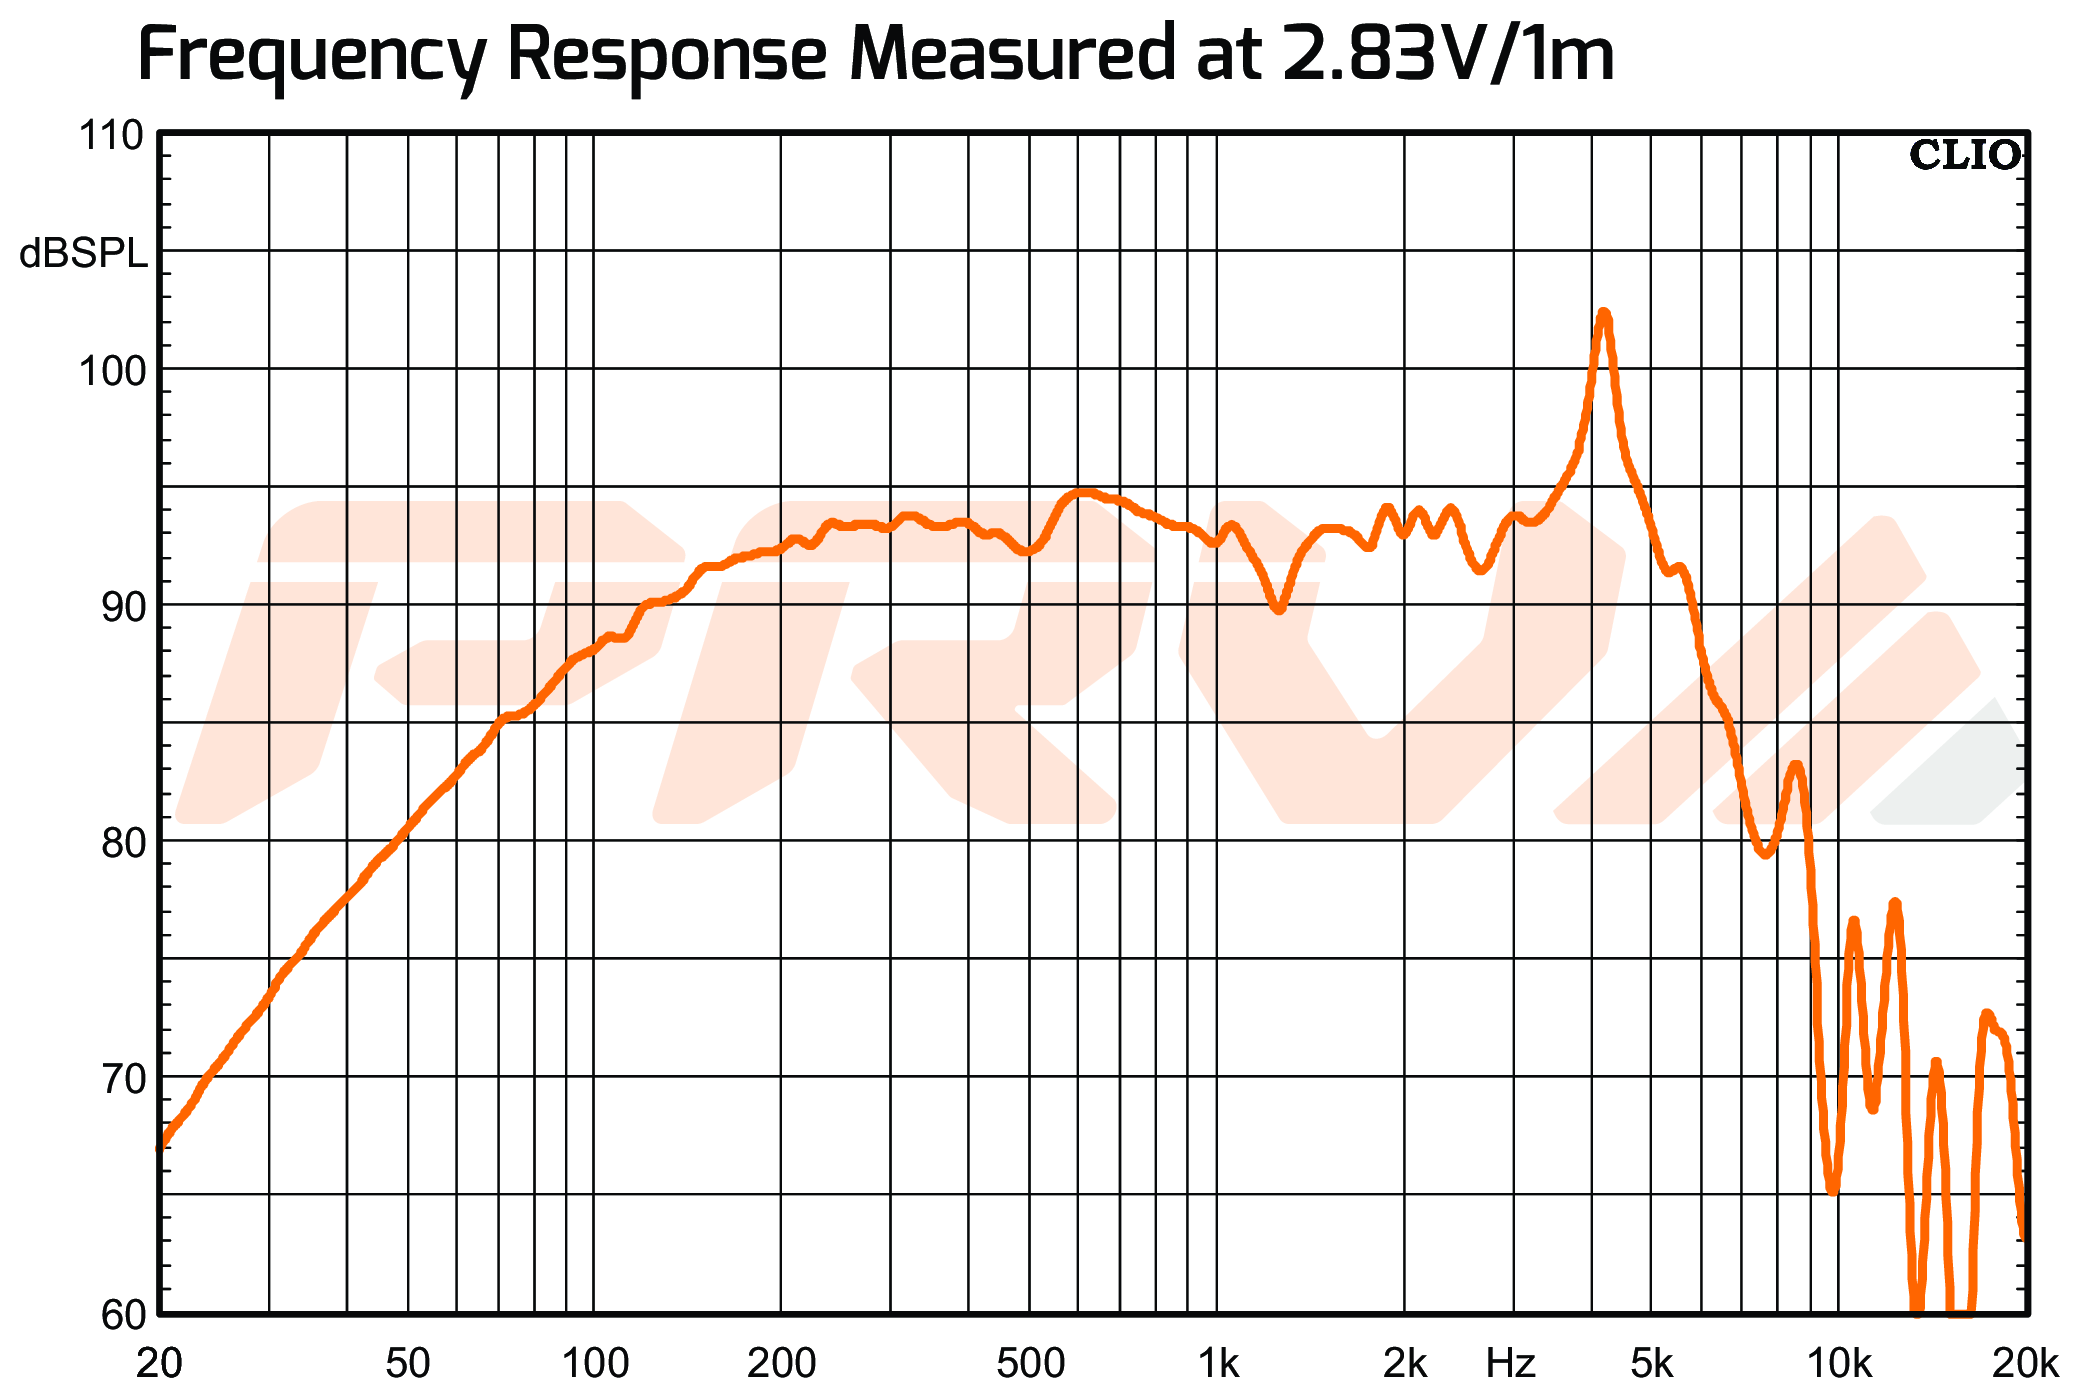 Frequency Response Measured at 2.83V/1m
110
CLIO
dBSPL
100
90
80
70
60
20 50 100 200 500 1k 2k Hz 5k 10k 20k
PRV